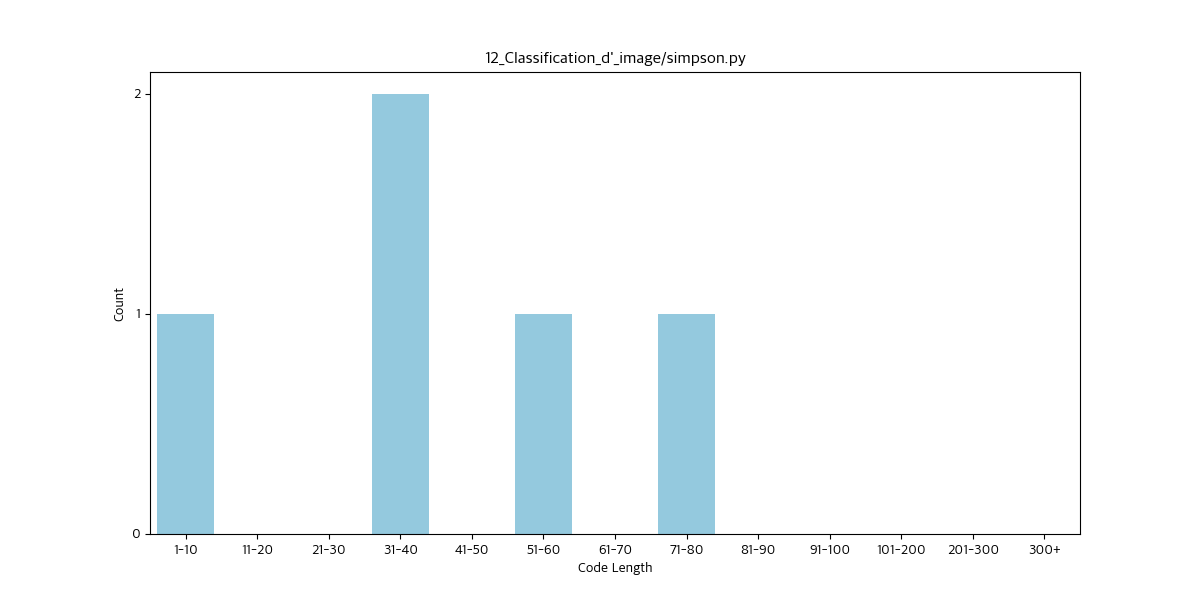 12_Classification_d'_image/simpson.py
Count
2
1
0
1-10 11-20 21-30 31-40 41-50 51-60 61-70 71-80 81-90 91-100 101-200 201-300 300+
Code Length